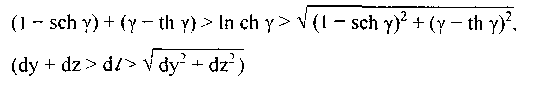 (1 − sch γ) + (γ − th γ) > ln ch γ > √(1 − sch γ)² + (γ − th γ)².
(dy + dz > dl > √dy² + dz²)